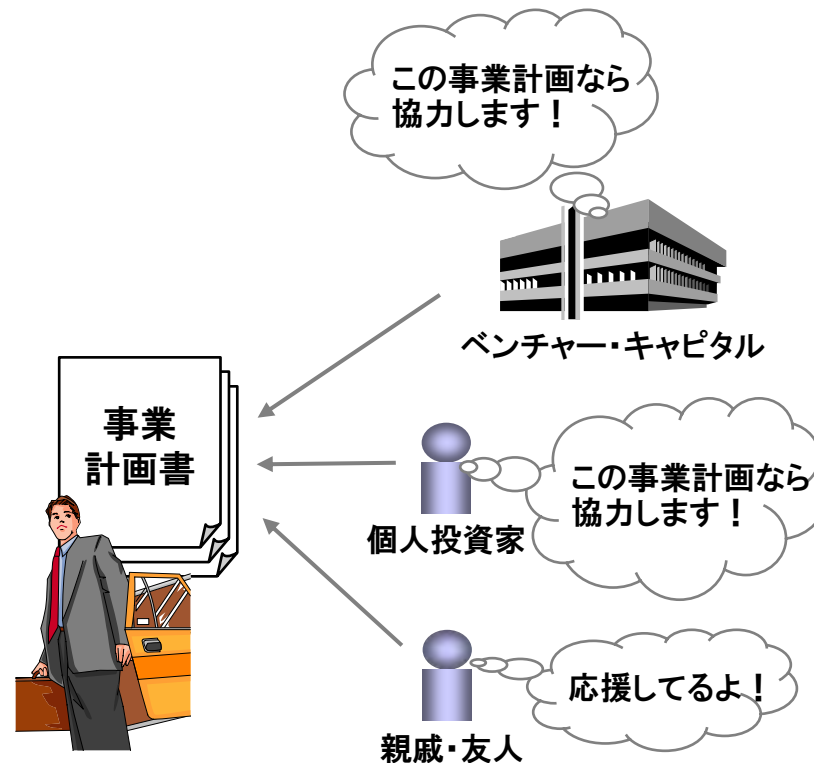 この事業計画なら
協力します！
ベンチャー・キャピタル
事業
計画書
この事業計画なら
協力します！
個人投資家
応援してるよ！
親戚・友人